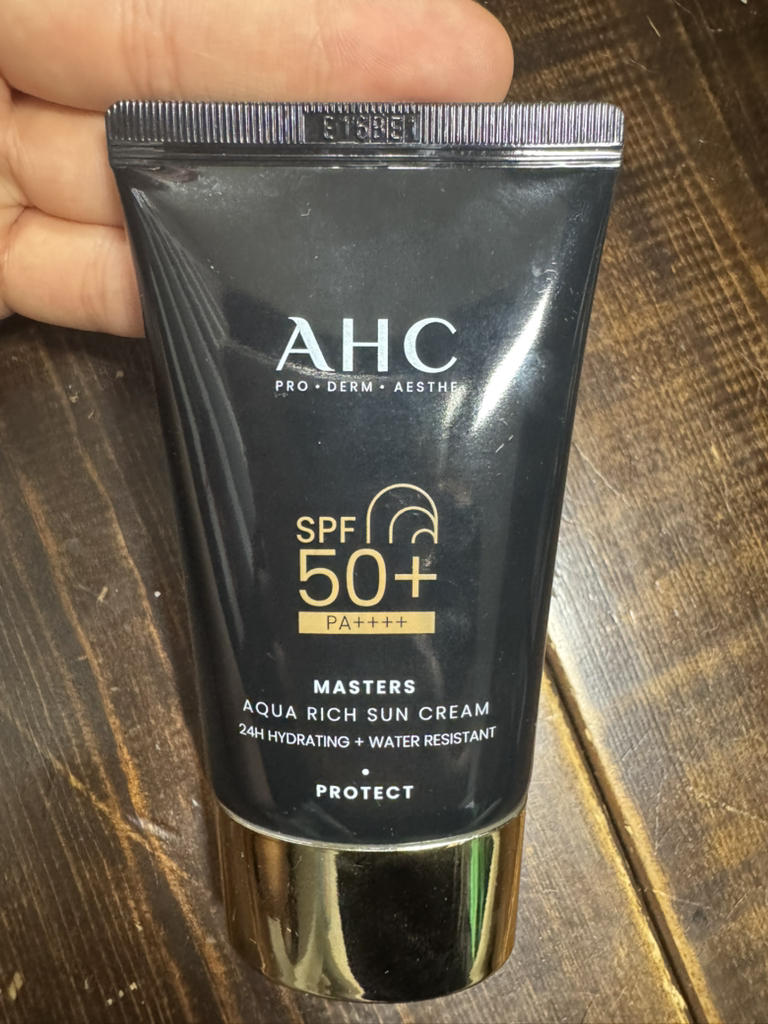 AHC
PRO • DERM • AESTHE
SPF
50+
PA++++
MASTERS
AQUA RICH SUN CREAM
24H HYDRATING + WATER RESISTANT
•
PROTECT